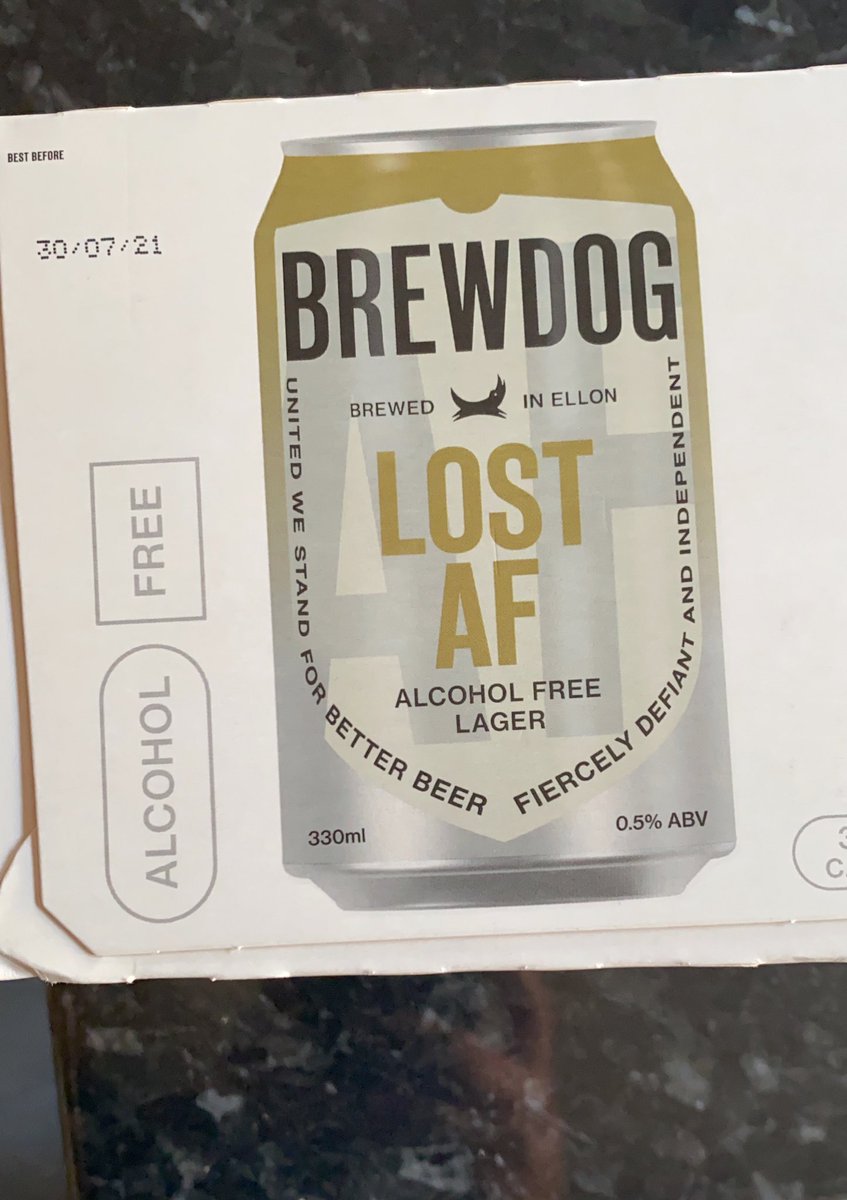 BEST BEFORE
30/07/21
ALCOHOL FREE
BREWDOG
BREWED IN ELLON
LOST
AF
ALCOHOL FREE
LAGER
UNITED WE STAND FOR BETTER BEER
FIERCELY DEFIANT AND INDEPENDENT
330ml
0.5% ABV